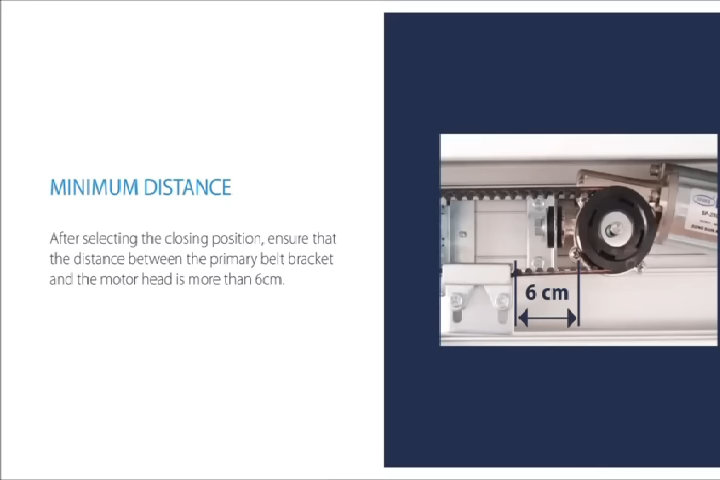 MINIMUM DISTANCE
After selecting the closing position, ensure that
the distance between the primary belt bracket
and the motor head is more than 6cm.
6 cm